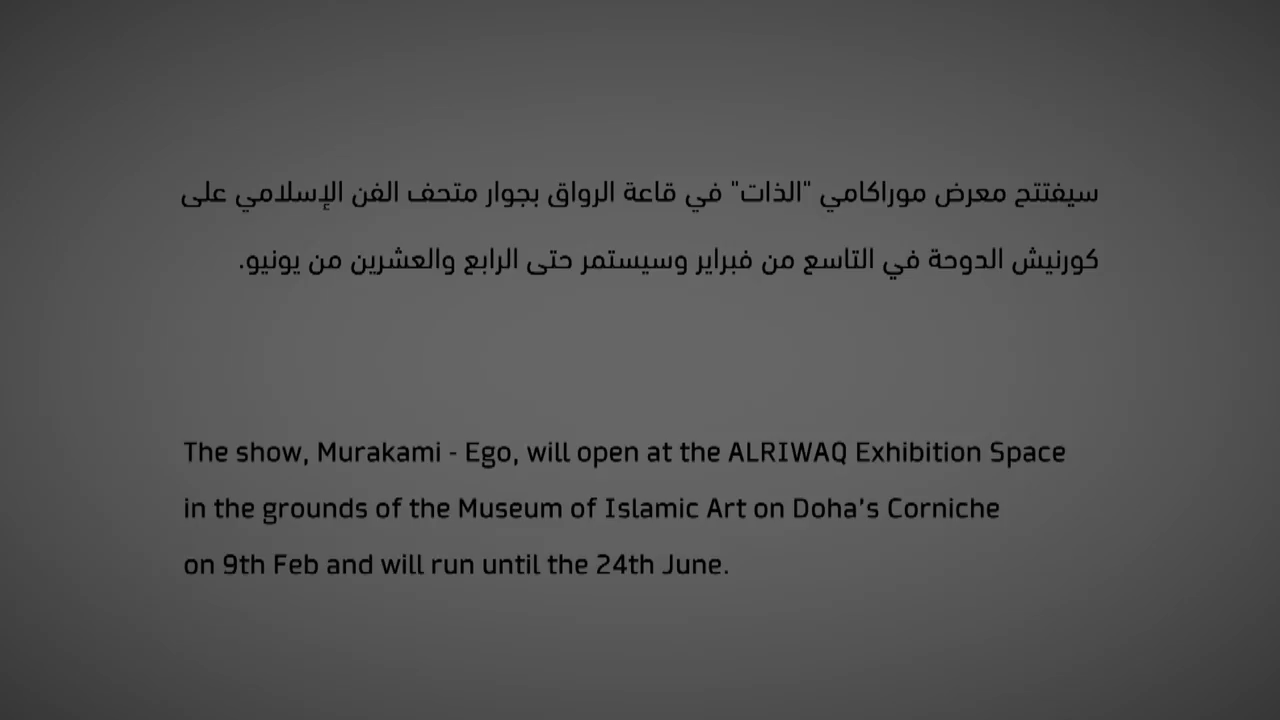 سيفتتح معرض موراكامي "الذات" في قاعة الرواق بجوار متحف الفن الإسلامي على
كورنيش الدوحة في التاسع من فبراير وسيستمر حتى الرابع والعشرين من يونيو.
The show, Murakami - Ego, will open at the ALRIWAQ Exhibition Space
in the grounds of the Museum of Islamic Art on Doha's Corniche
on 9th Feb and will run until the 24th June.